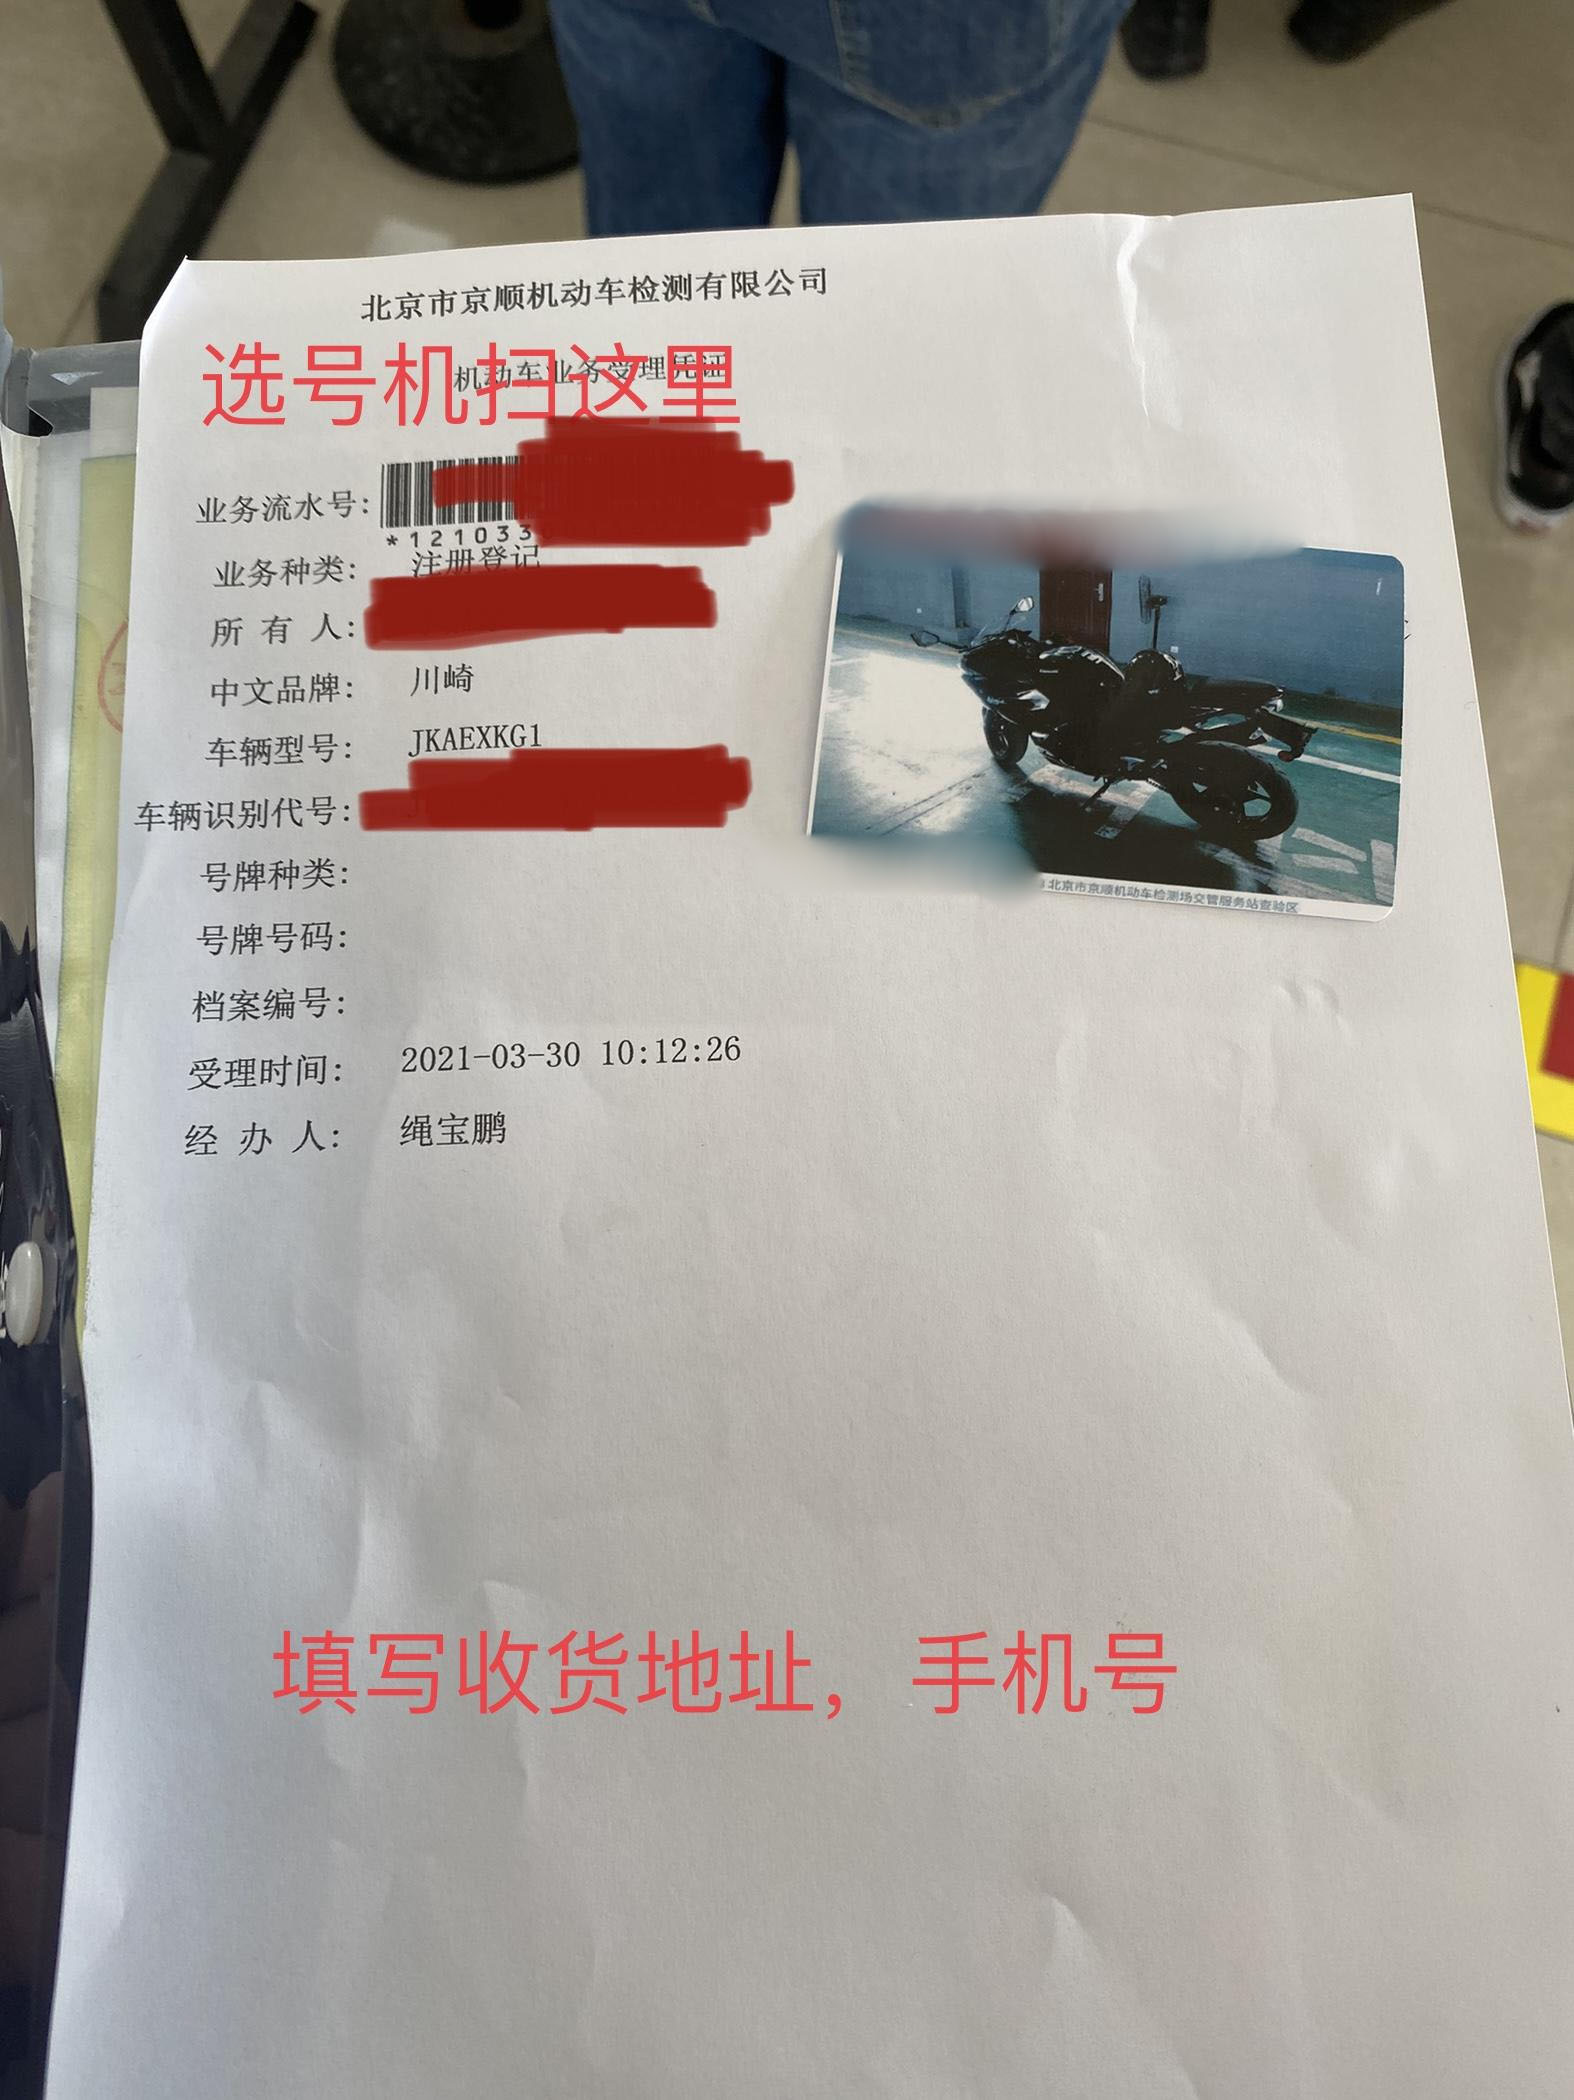 北京市京顺机动车检测有限公司
机动车业务受理凭证
选号机扫这里
业务流水号:
*121033
业务种类: 注册登记
所 有 人:
中文品牌: 川崎
车辆型号: JKAEXKG1
车辆识别代号:
号牌种类:
号牌号码:
档案编号:
受理时间: 2021-03-30 10:12:26
经 办 人: 绳宝鹏
北京市京顺机动车检测场交管服务站查验区
填写收货地址，手机号